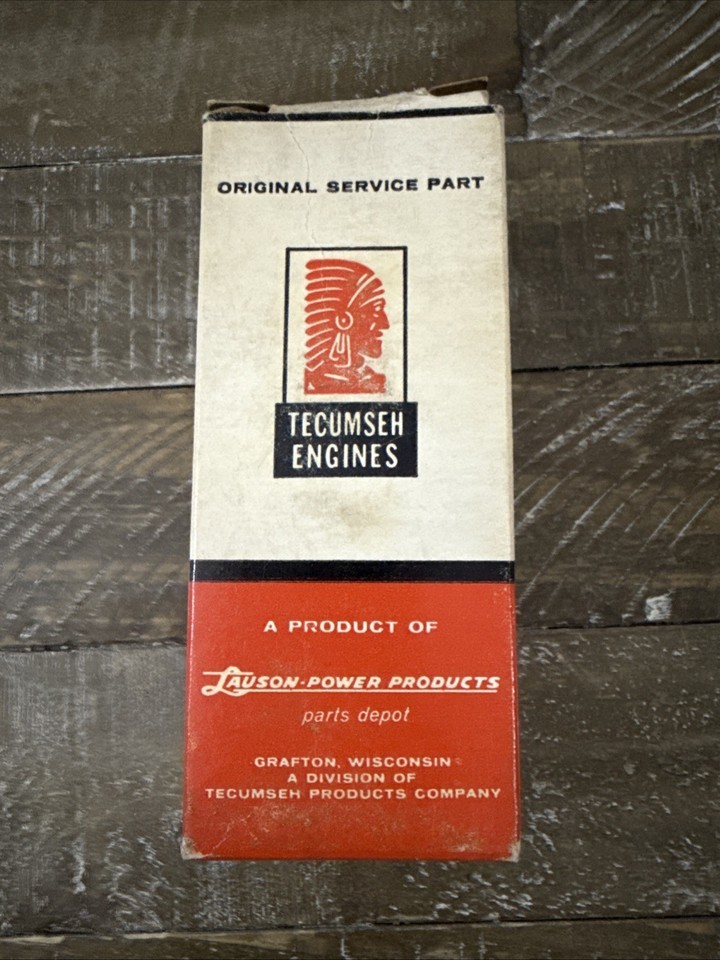 ORIGINAL SERVICE PART
TECUMSEH
ENGINES
A PRODUCT OF
LAUSON-POWER PRODUCTS
parts depot
GRAFTON, WISCONSIN
A DIVISION OF
TECUMSEH PRODUCTS COMPANY